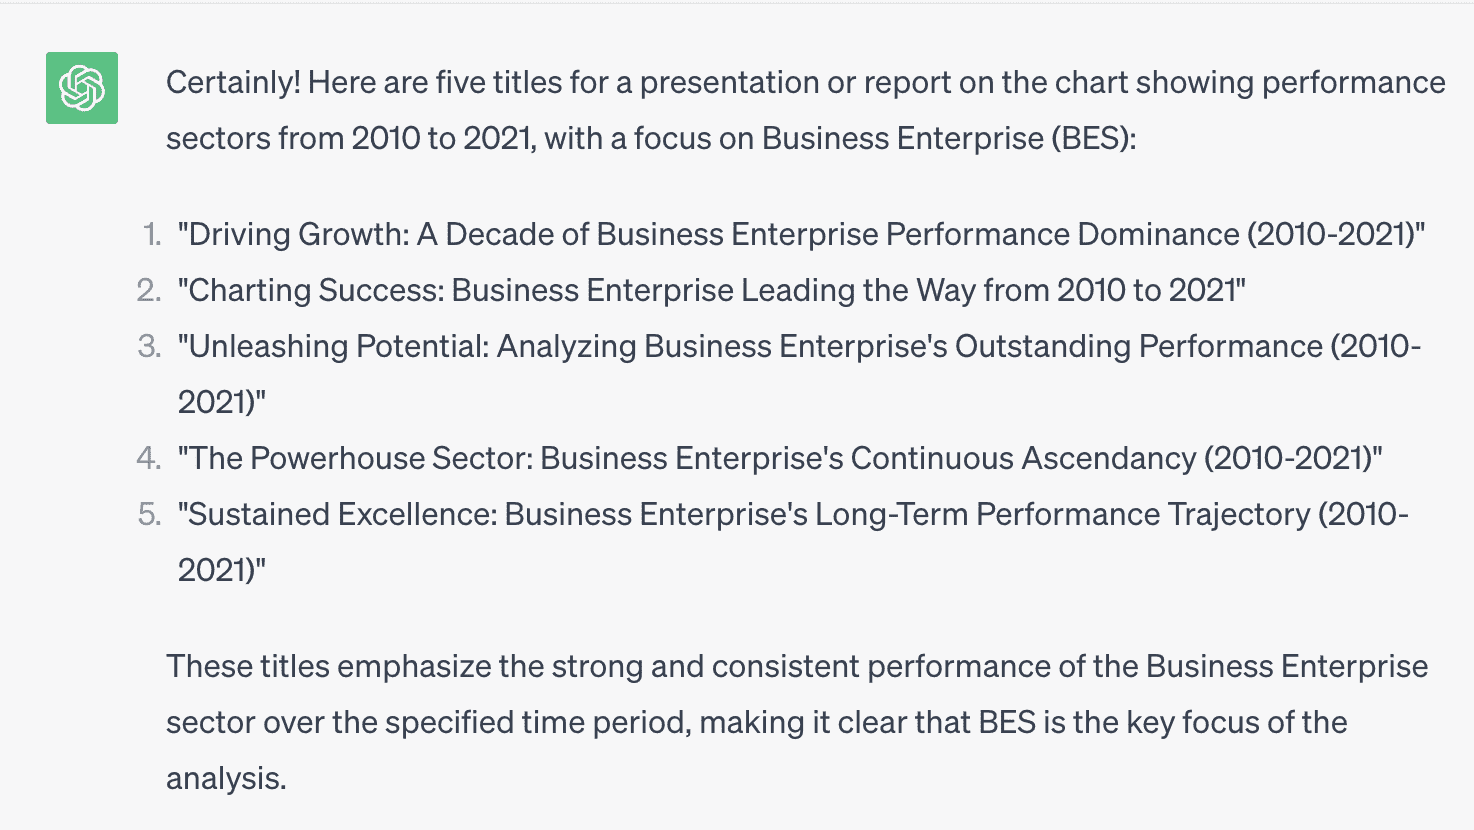 Certainly! Here are five titles for a presentation or report on the chart showing performance
sectors from 2010 to 2021, with a focus on Business Enterprise (BES):
1. "Driving Growth: A Decade of Business Enterprise Performance Dominance (2010-2021)"
2. "Charting Success: Business Enterprise Leading the Way from 2010 to 2021"
3. "Unleashing Potential: Analyzing Business Enterprise's Outstanding Performance (2010-
2021)"
4. "The Powerhouse Sector: Business Enterprise's Continuous Ascendancy (2010-2021)"
5. "Sustained Excellence: Business Enterprise's Long-Term Performance Trajectory (2010-
2021)"
These titles emphasize the strong and consistent performance of the Business Enterprise
sector over the specified time period, making it clear that BES is the key focus of the
analysis.